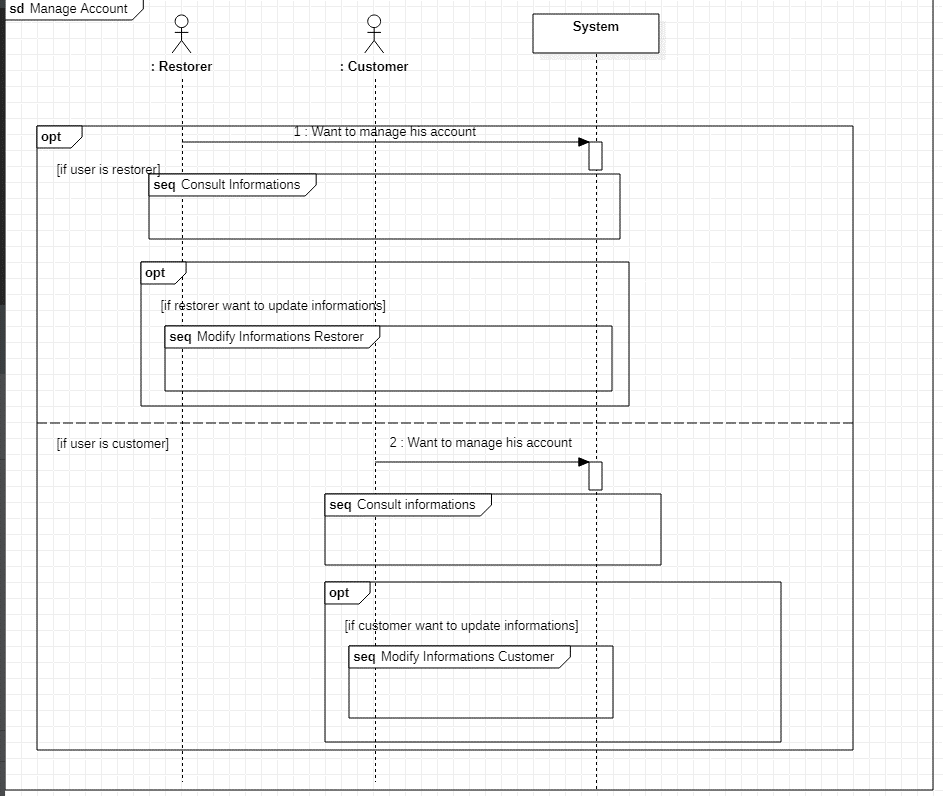 sd Manage Account
: Restorer
: Customer
System
opt
1 : Want to manage his account
[if user is restorer]
seq Consult Informations
opt
[if restorer want to update informations]
seq Modify Informations Restorer
[if user is customer]
2 : Want to manage his account
seq Consult informations
opt
[if customer want to update informations]
seq Modify Informations Customer